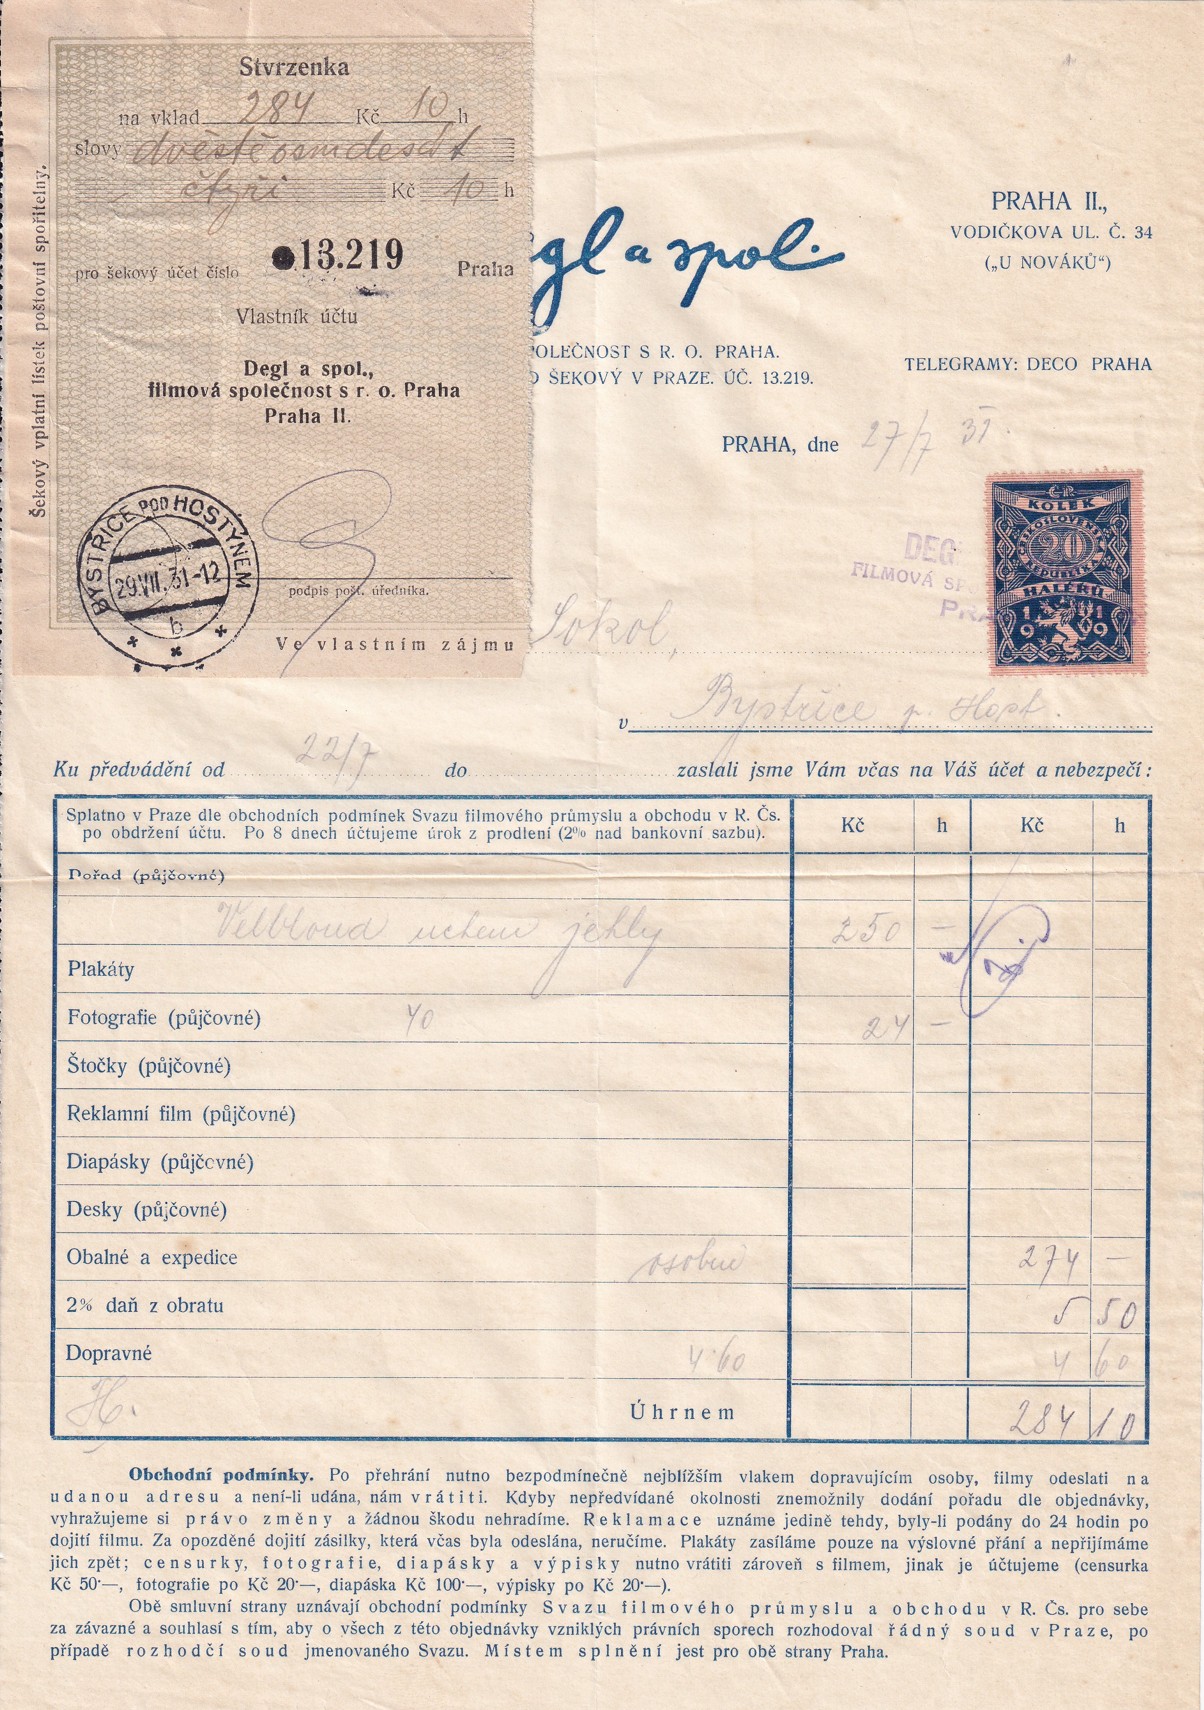 Stvrzenka
na vklad 284 Kč 10 h
slovy dvěstěosmdesát
čtyři Kč 10 h
pro šekový účet číslo 13.219 Praha
Vlastník účtu
Degl a spol.,
filmová společnost s r. o. Praha
Praha II.
podpis pošt. úředníka.
Ve vlastním zájmu
Šekový vplatní lístek poštovní spořitelny.
BYSTŘICE POD HOSTÝNEM
29.VII.31-12
b
egl a spol.
OLEČNOST S R. O. PRAHA.
O ŠEKOVÝ V PRAZE. ÚČ. 13.219.
PRAHA II.,
VODIČKOVA UL. Č. 34
(„U NOVÁKŮ“)
TELEGRAMY: DECO PRAHA
PRAHA, dne 27/7 31.
DEG
FILMOVÁ SP
PRA
ČR
KOLEK
ČESKOSLOVENSKÁ
20
REPUBLIKA
HALÉŘŮ
1919
Sokol,
v Bystřice p. Host.
Ku předvádění od 22/7 do zaslali jsme Vám včas na Váš účet a nebezpečí:
Splatno v Praze dle obchodních podmínek Svazu filmového průmyslu a obchodu v R. Čs.
po obdržení účtu. Po 8 dnech účtujeme úrok z prodlení (2% nad bankovní sazbu).
Kč h Kč h
Pořad (půjčovné)
Velbloud uchem jehly 250 —
Plakáty
Fotografie (půjčovné) 40 24 —
Štočky (půjčovné)
Reklamní film (půjčovné)
Diapásky (půjčovné)
Desky (půjčovné)
Obalné a expedice osobně 274 —
2% daň z obratu 5 50
Dopravné 4·60 4 60
H. Úhrnem 284 10
Obchodní podmínky. Po přehrání nutno bezpodmínečně nejbližším vlakem dopravujícím osoby, filmy odeslati na
udanou adresu a není-li udána, nám vrátiti. Kdyby nepředvídané okolnosti znemožnily dodání pořadu dle objednávky,
vyhražujeme si právo změny a žádnou škodu nehradíme. Reklamace uznáme jedině tehdy, byly-li podány do 24 hodin po
dojití filmu. Za opozděné dojití zásilky, která včas byla odeslána, neručíme. Plakáty zasíláme pouze na výslovné přání a nepřijímáme
jich zpět; censurky, fotografie, diapásky a výpisky nutno vrátiti zároveň s filmem, jinak je účtujeme (censurka
Kč 50·—, fotografie po Kč 20·—, diapáska Kč 100·—, výpisky po Kč 20·—).
Obě smluvní strany uznávají obchodní podmínky Svazu filmového průmyslu a obchodu v R. Čs. pro sebe
za závazné a souhlasí s tím, aby o všech z této objednávky vzniklých právních sporech rozhodoval řádný soud v Praze, po
případě rozhodčí soud jmenovaného Svazu. Místem splnění jest pro obě strany Praha.